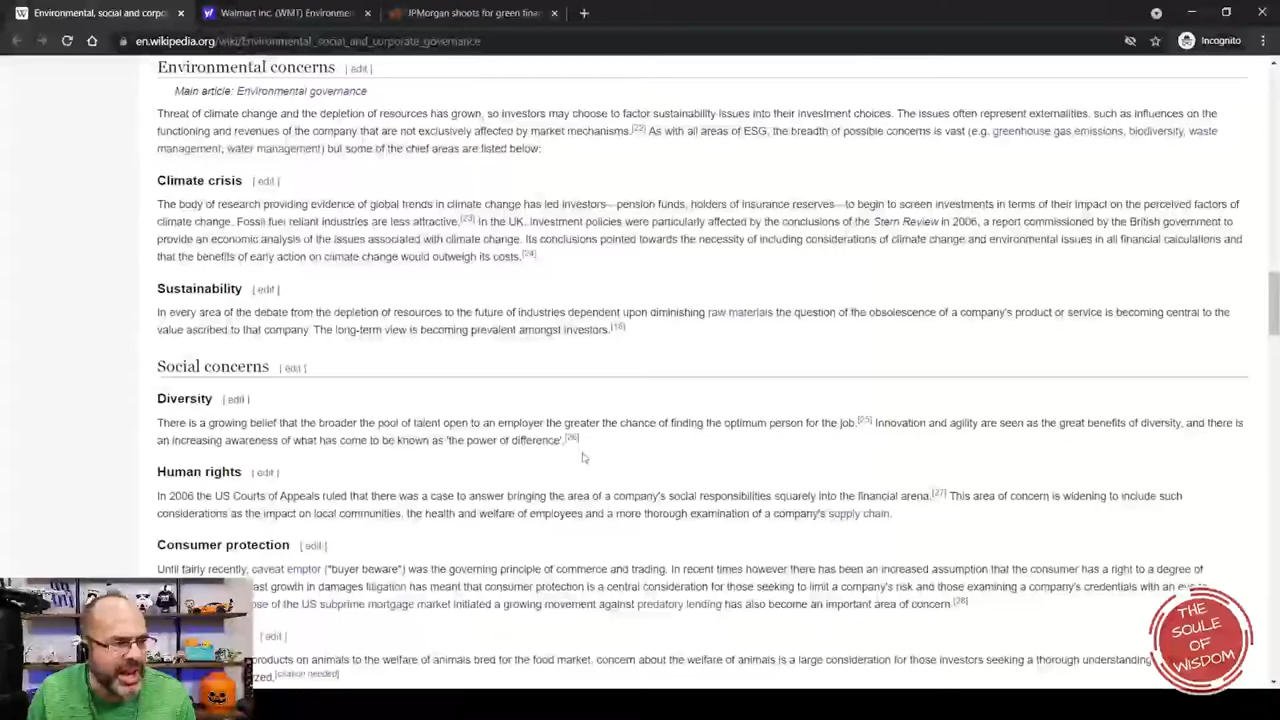 Environmental, social and corpo
Walmart Inc. (WMT) Environmen
JPMorgan shoots for green finan
en.wikipedia.org/wiki/Environmental,_social_and_corporate_governance
Incognito
Environmental concerns [ edit ]
Main article: Environmental governance
Threat of climate change and the depletion of resources has grown, so investors may choose to factor sustainability issues into their investment choices. The issues often represent externalities, such as influences on the
functioning and revenues of the company that are not exclusively affected by market mechanisms.[22] As with all areas of ESG, the breadth of possible concerns is vast (e.g. greenhouse gas emissions, biodiversity, waste
management, water management) but some of the chief areas are listed below:
Climate crisis [ edit ]
The body of research providing evidence of global trends in climate change has led investors—pension funds, holders of insurance reserves—to begin to screen investments in terms of their impact on the perceived factors of
climate change. Fossil fuel reliant industries are less attractive.[23] In the UK, investment policies were particularly affected by the conclusions of the Stern Review in 2006, a report commissioned by the British government to
provide an economic analysis of the issues associated with climate change. Its conclusions pointed towards the necessity of including considerations of climate change and environmental issues in all financial calculations and
that the benefits of early action on climate change would outweigh its costs.[24]
Sustainability [ edit ]
In every area of the debate from the depletion of resources to the future of industries dependent upon diminishing raw materials the question of the obsolescence of a company's product or service is becoming central to the
value ascribed to that company. The long-term view is becoming prevalent amongst investors.[18]
Social concerns [ edit ]
Diversity [ edit ]
There is a growing belief that the broader the pool of talent open to an employer the greater the chance of finding the optimum person for the job.[25] Innovation and agility are seen as the great benefits of diversity, and there is
an increasing awareness of what has come to be known as 'the power of difference'.[26]
Human rights [ edit ]
In 2006 the US Courts of Appeals ruled that there was a case to answer bringing the area of a company's social responsibilities squarely into the financial arena.[27] This area of concern is widening to include such
considerations as the impact on local communities, the health and welfare of employees and a more thorough examination of a company's supply chain.
Consumer protection [ edit ]
Until fairly recently, caveat emptor ("buyer beware") was the governing principle of commerce and trading. In recent times however there has been an increased assumption that the consumer has a right to a degree of
ast growth in damages litigation has meant that consumer protection is a central consideration for those seeking to limit a company's risk and those examining a company's credentials with an
ose of the US subprime mortgage market initiated a growing movement against predatory lending has also become an important area of concern.[28]
[ edit ]
products on animals to the welfare of animals bred for the food market, concern about the welfare of animals is a large consideration for those investors seeking a thorough understanding
zed.[citation needed]
THE
SOULE
OF
WISDOM